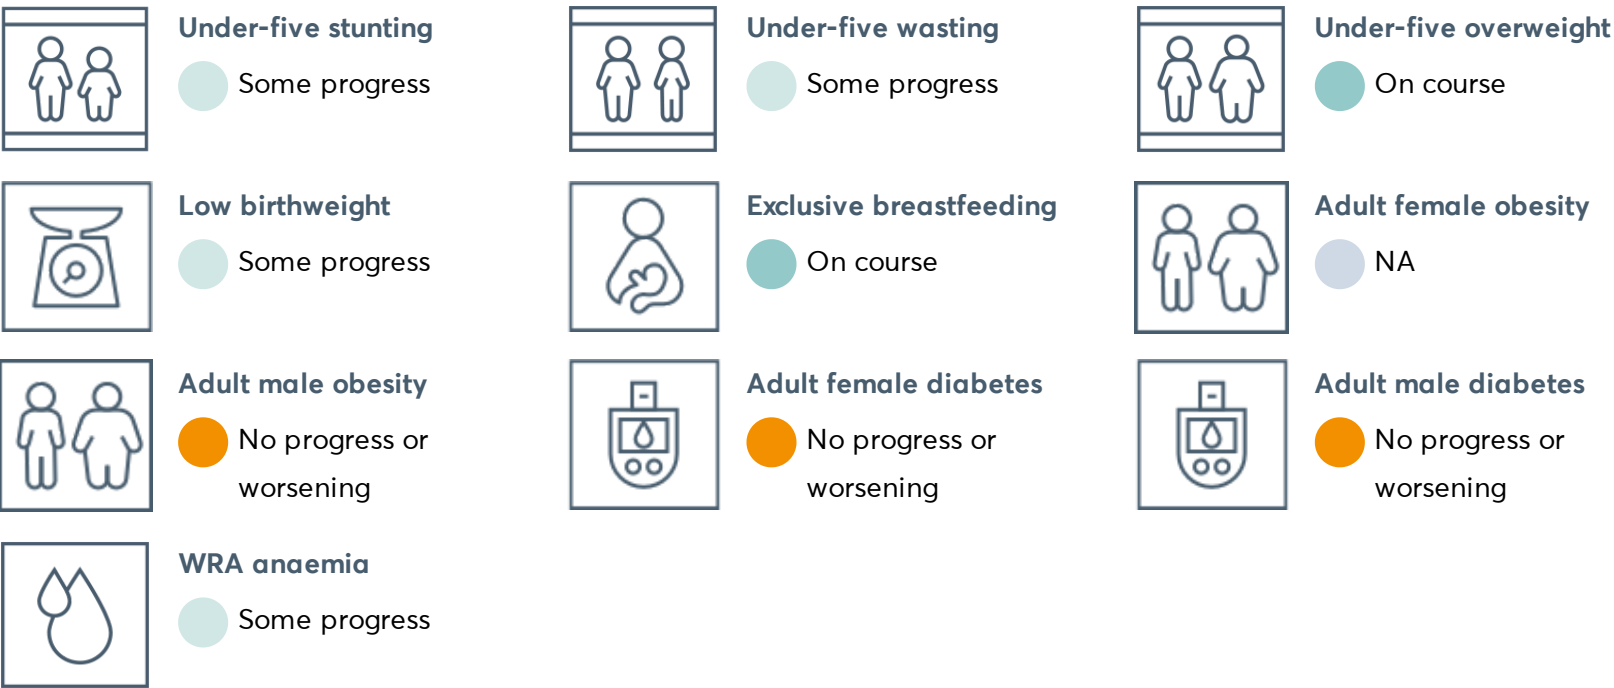 Under-five stunting
Some progress
Under-five wasting
Some progress
Under-five overweight
On course
Low birthweight
Some progress
Exclusive breastfeeding
On course
Adult female obesity
NA
Adult male obesity
No progress or
worsening
Adult female diabetes
No progress or
worsening
Adult male diabetes
No progress or
worsening
WRA anaemia
Some progress